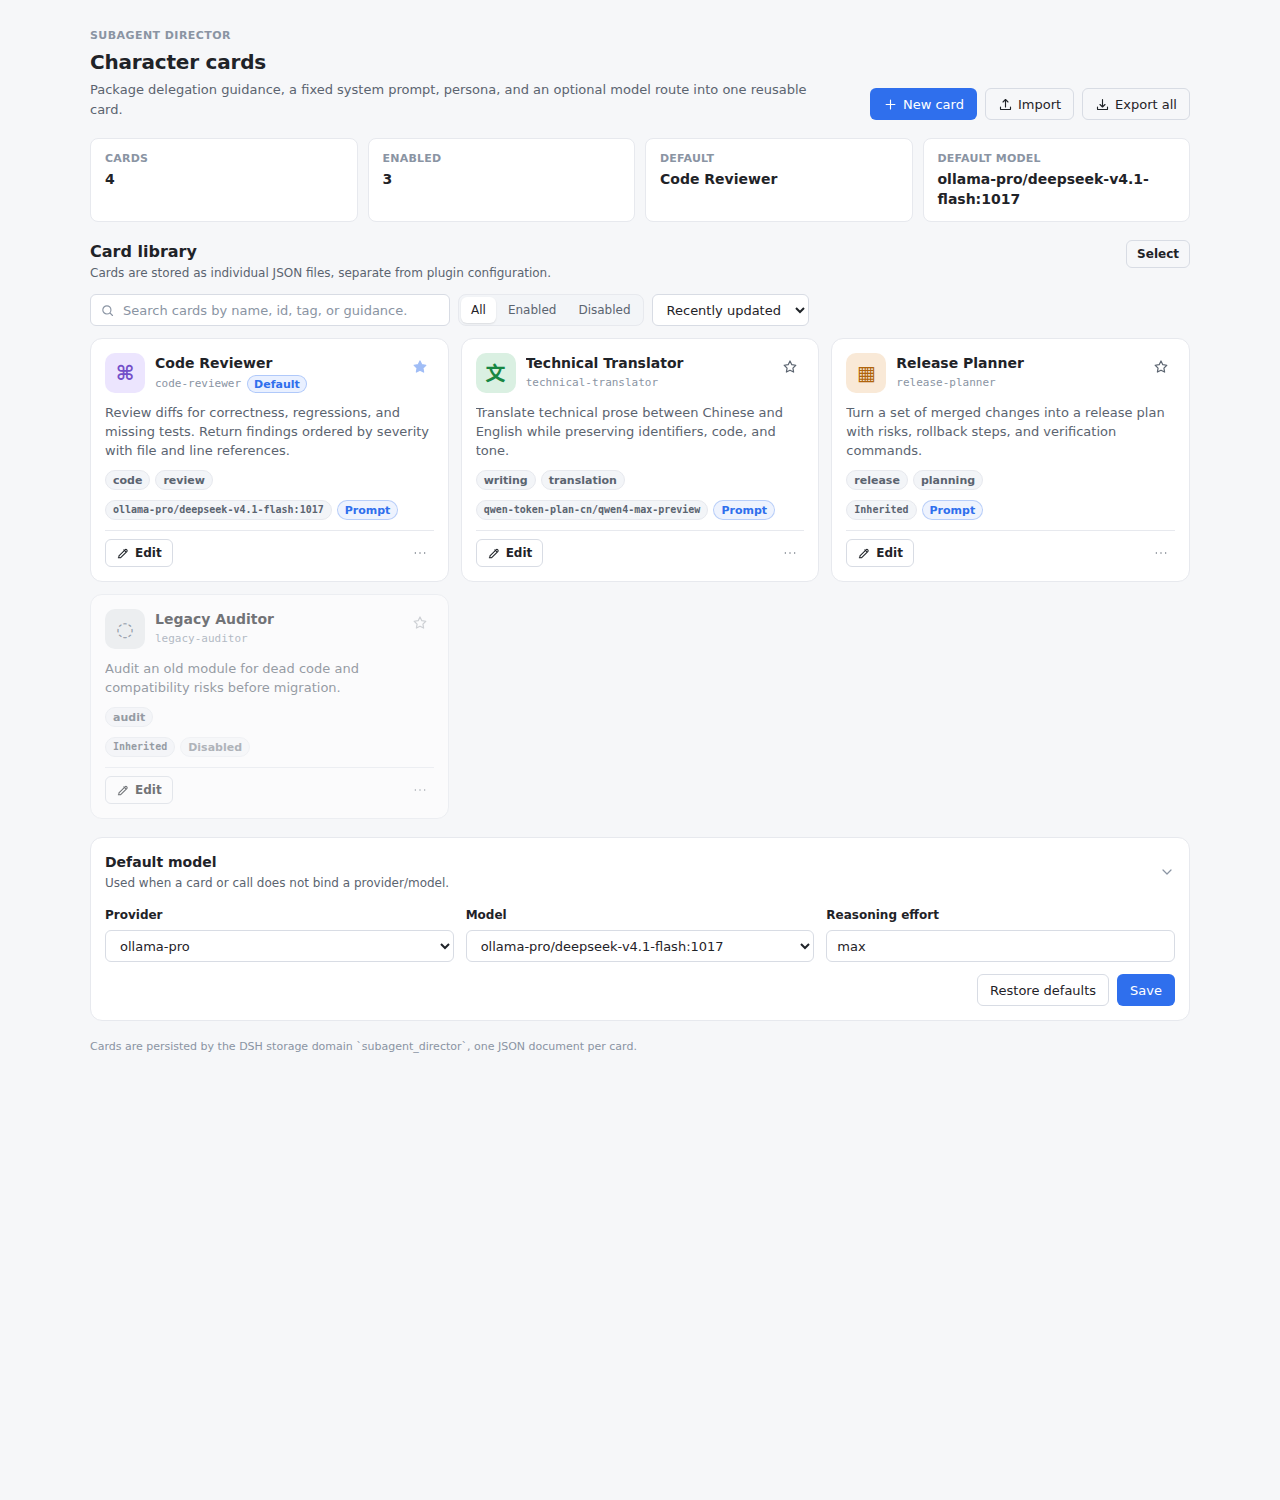 SUBAGENT DIRECTOR
Character cards
Package delegation guidance, a fixed system prompt, persona, and an optional model route into one reusable
card.
New card
Import
Export all
CARDS
4
ENABLED
3
DEFAULT
Code Reviewer
DEFAULT MODEL
ollama-pro/deepseek-v4.1-
flash:1017
Card library
Cards are stored as individual JSON files, separate from plugin configuration.
Select
Search cards by name, id, tag, or guidance.
All
Enabled
Disabled
Recently updated
⌘
Code Reviewer
code-reviewer
Default
Review diffs for correctness, regressions, and
missing tests. Return findings ordered by severity
with file and line references.
code
review
ollama-pro/deepseek-v4.1-flash:1017
Prompt
Edit
...
文
Technical Translator
technical-translator
Translate technical prose between Chinese and
English while preserving identifiers, code, and
tone.
writing
translation
qwen-token-plan-cn/qwen4-max-preview
Prompt
Edit
...
▦
Release Planner
release-planner
Turn a set of merged changes into a release plan
with risks, rollback steps, and verification
commands.
release
planning
Inherited
Prompt
Edit
...
◌
Legacy Auditor
legacy-auditor
Audit an old module for dead code and
compatibility risks before migration.
audit
Inherited
Disabled
Edit
...
Default model
Used when a card or call does not bind a provider/model.
Provider
ollama-pro
Model
ollama-pro/deepseek-v4.1-flash:1017
Reasoning effort
max
Restore defaults
Save
Cards are persisted by the DSH storage domain `subagent_director`, one JSON document per card.